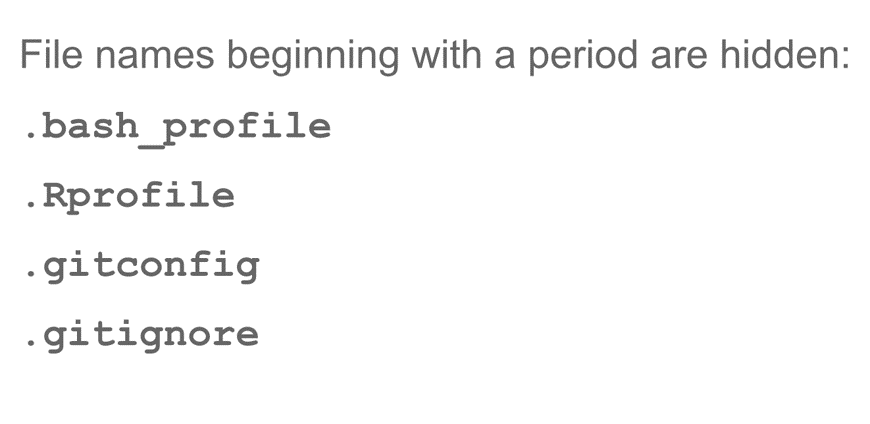 File names beginning with a period are hidden:
.bash_profile
.Rprofile
.gitconfig
.gitignore